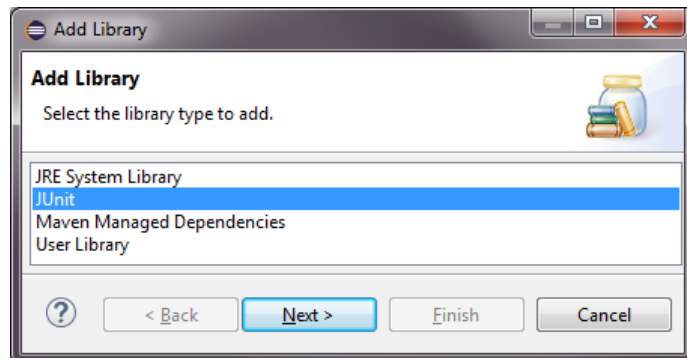 Add Library
Add Library
Select the library type to add.
JRE System Library
JUnit
Maven Managed Dependencies
User Library
? < Back Next > Finish Cancel